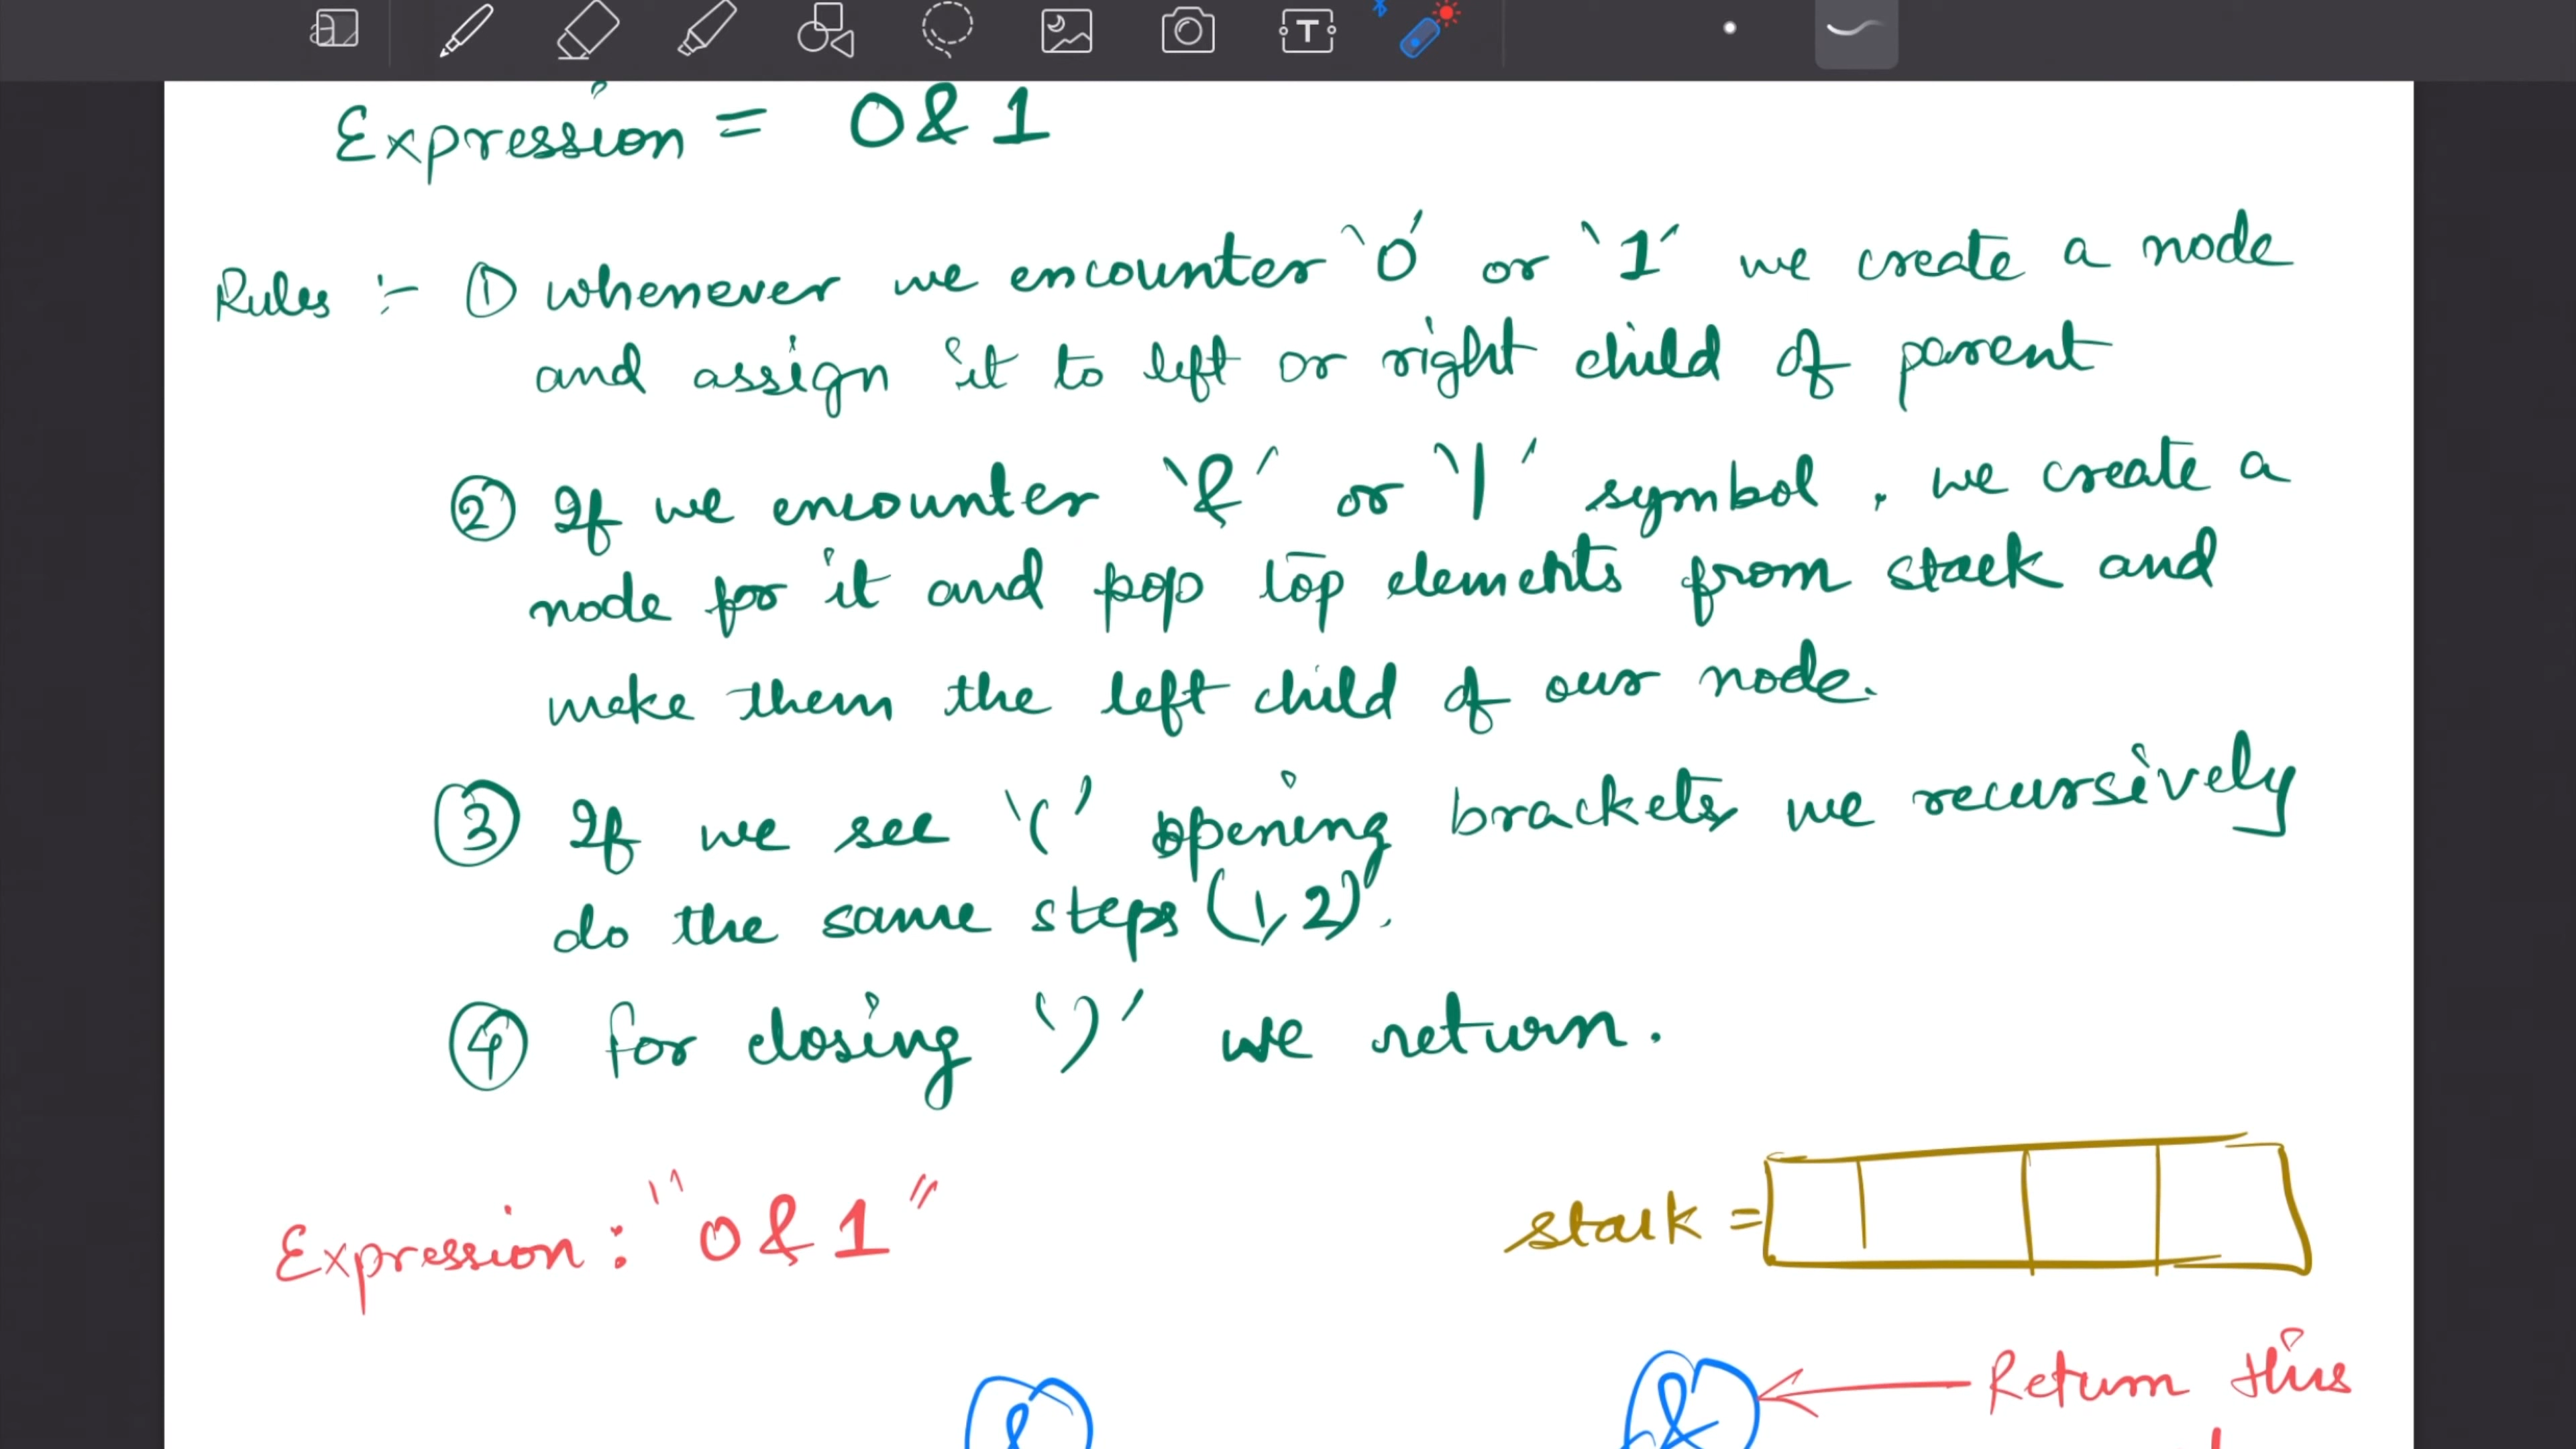 Expression = 0&1
Rules :- ① whenever we encounter `0' or `1' we create a node
and assign it to left or right child of parent
② If we encounter `&' or `|' symbol, we create a
node for it and pop top elements from stack and
make them the left child of our node.
③ If we see `(' opening brackets, we recursively
do the same steps (1,2).
④ for closing `)' we return.
Expression : "0&1"
stack =
&
& ← Return this